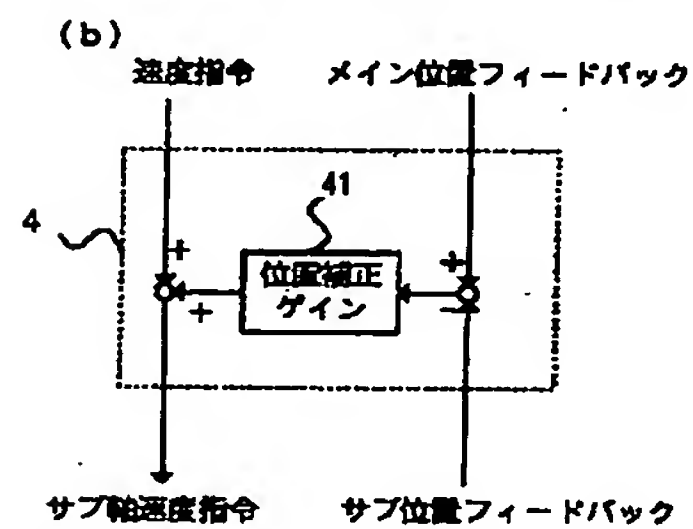 (b)
速度指令 メイン位置フィードバック
41
4
+ +
位置補正
ゲイン
+ −
サブ軸速度指令 サブ位置フィードバック